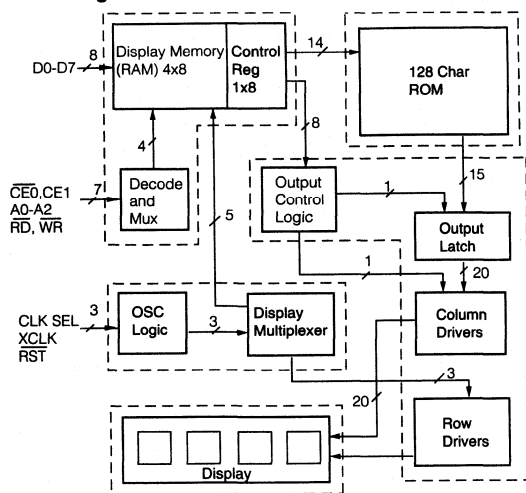 Display Memory
(RAM) 4x8
Control
Reg
1x8
14
128 Char
ROM
D0-D7
8
8
4
15
CE0,CE1
A0-A2
RD, WR
7
Decode
and
Mux
5
Output
Control
Logic
1
Output
Latch
1
20
CLK SEL
XCLK
RST
3
OSC
Logic
3
Display
Multiplexer
Column
Drivers
3
20
Row
Drivers
Display